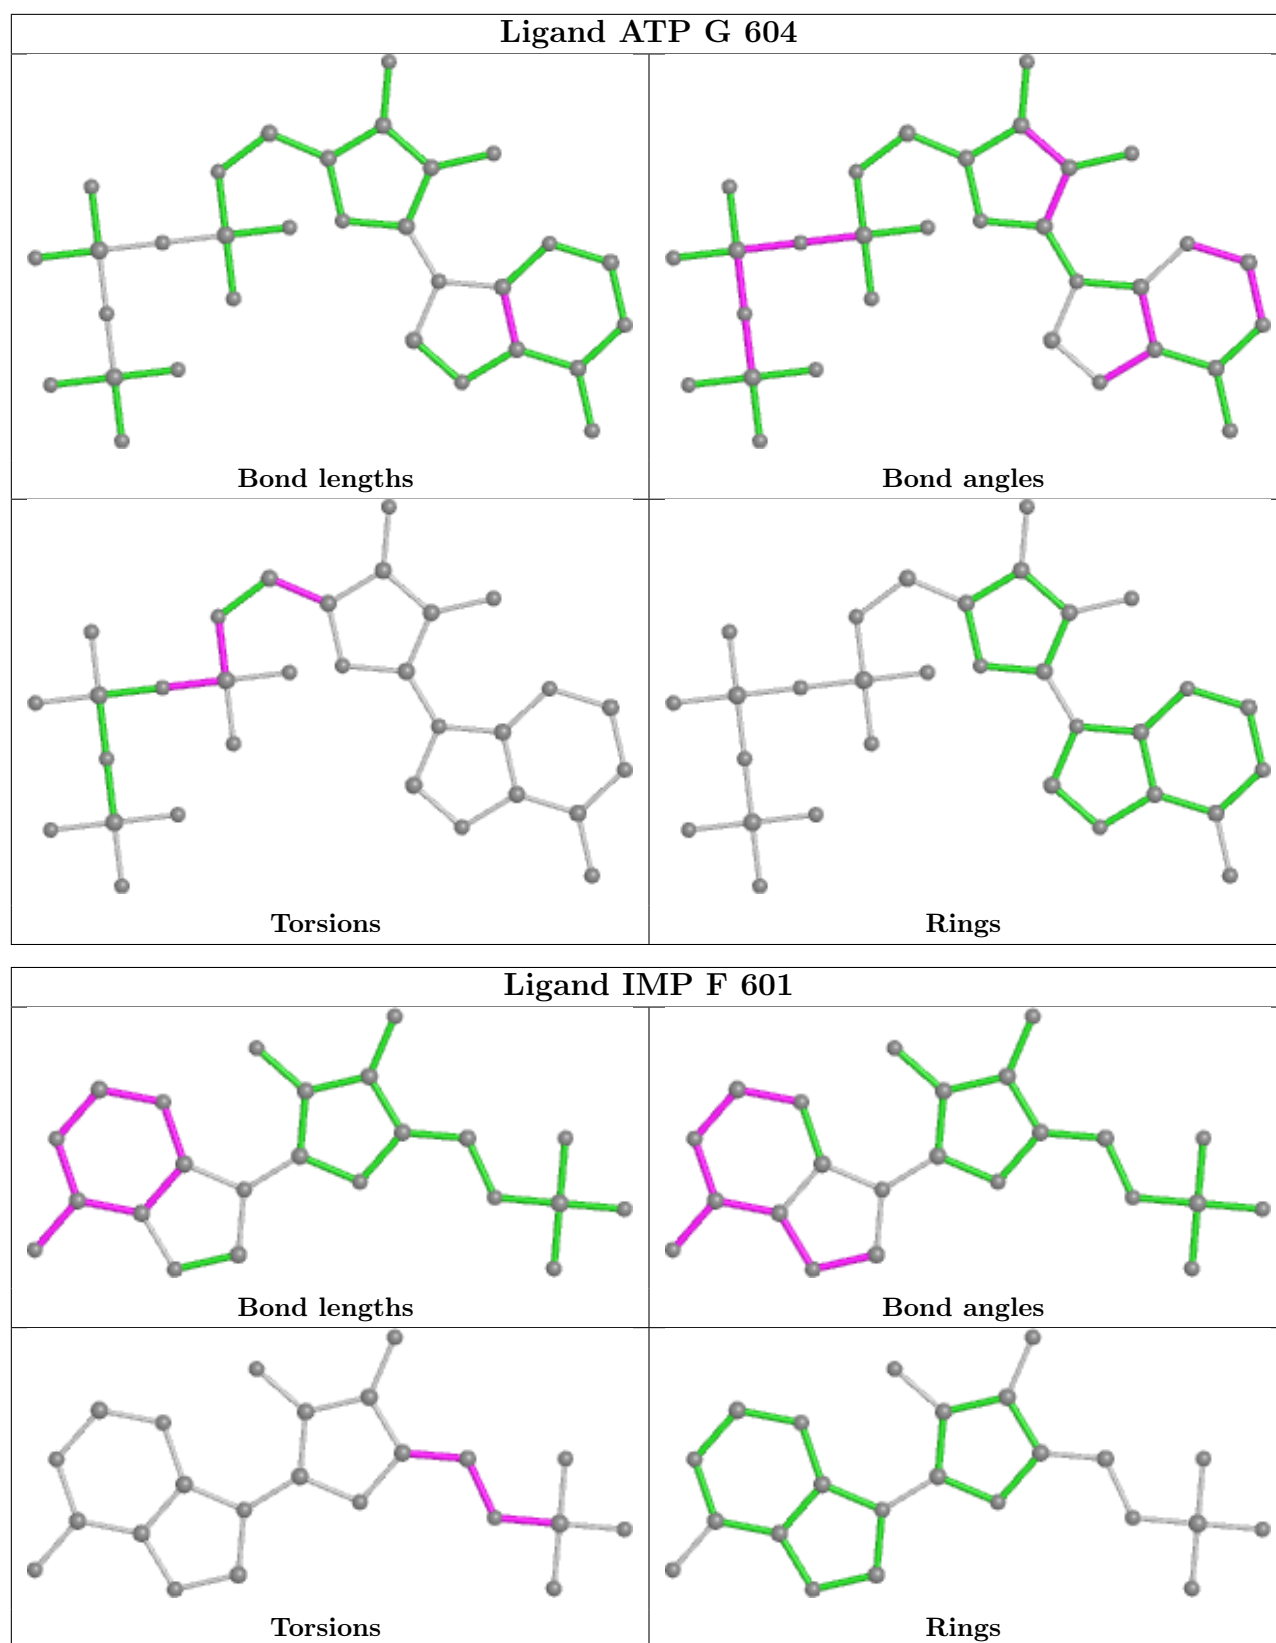 Ligand ATP G 604
Bond lengths
Bond angles
Torsions
Rings
Ligand IMP F 601
Bond lengths
Bond angles
Torsions
Rings